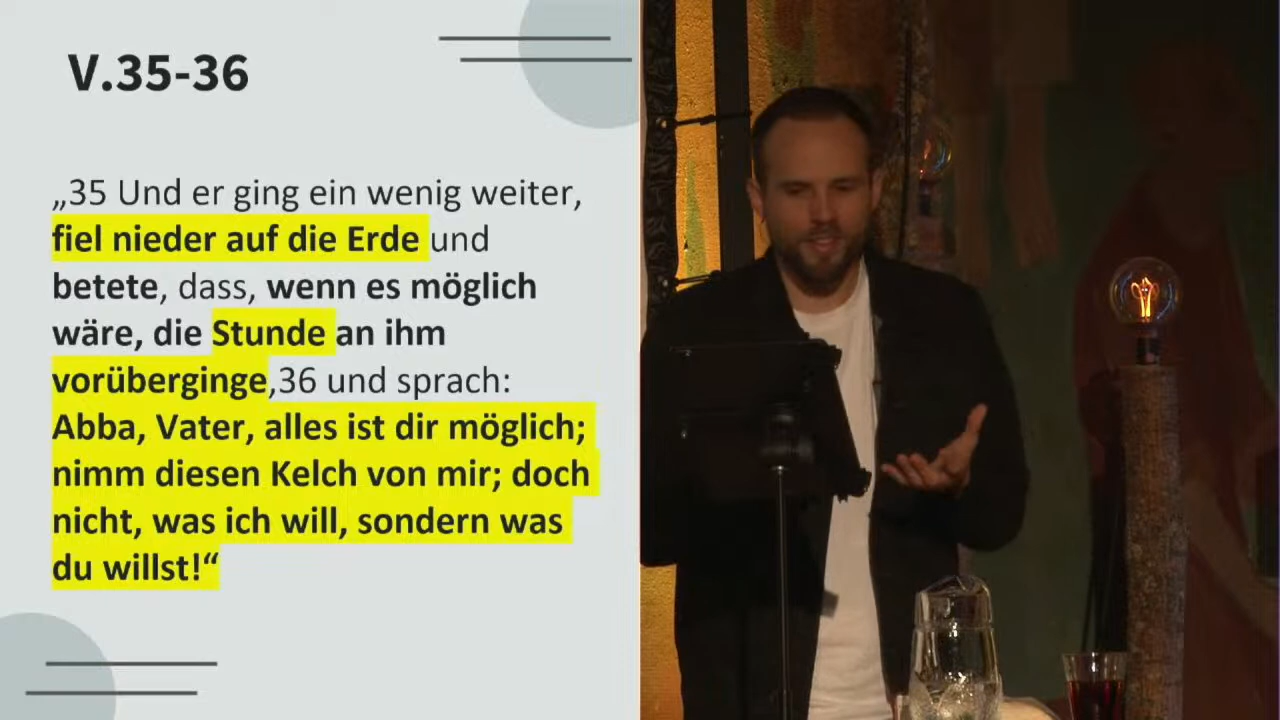 V.35-36
„35 Und er ging ein wenig weiter,
fiel nieder auf die Erde und
betete, dass, wenn es möglich
wäre, die Stunde an ihm
vorüberginge,36 und sprach:
Abba, Vater, alles ist dir möglich;
nimm diesen Kelch von mir; doch
nicht, was ich will, sondern was
du willst!“